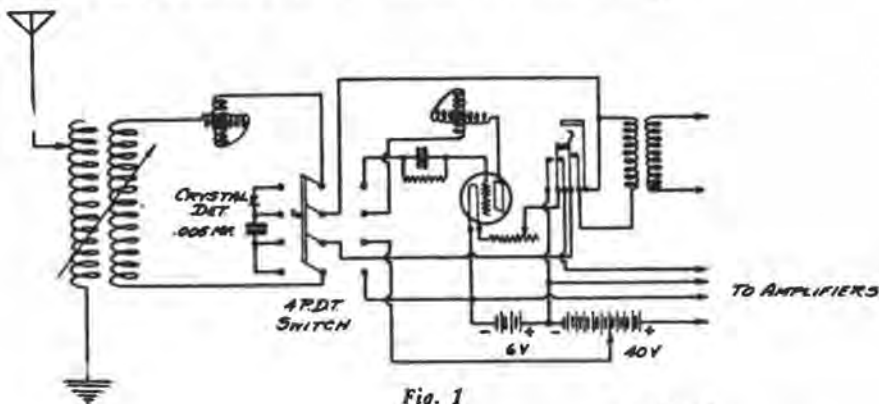 CRYSTAL
DET.
.005 MF.
4 P.D.T.
SWITCH
- + - +
6V 40V
TO AMPLIFIERS
Fig. 1